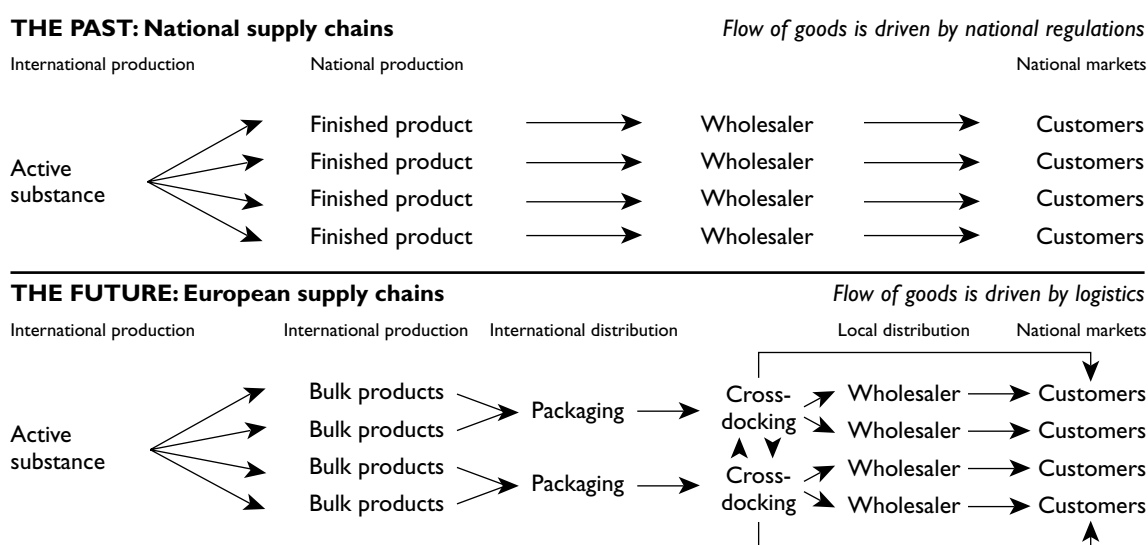 THE PAST: National supply chains Flow of goods is driven by national regulations
International production National production National markets
Finished product Wholesaler Customers
Finished product Wholesaler Customers
Active
substance
Finished product Wholesaler Customers
Finished product Wholesaler Customers
THE FUTURE: European supply chains Flow of goods is driven by logistics
International production International production International distribution Local distribution National markets
Active
substance
Bulk products
Bulk products
Bulk products
Bulk products
Packaging
Packaging
Cross-
docking
Cross-
docking
Wholesaler Customers
Wholesaler Customers
Wholesaler Customers
Wholesaler Customers